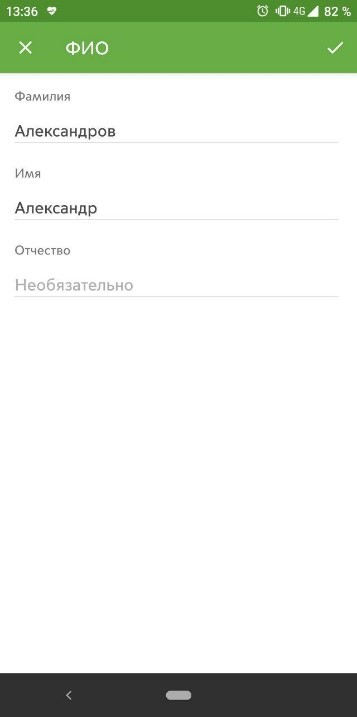 13:36 4G 82 %
ФИО
Фамилия
Александров
Имя
Александр
Отчество
Необязательно